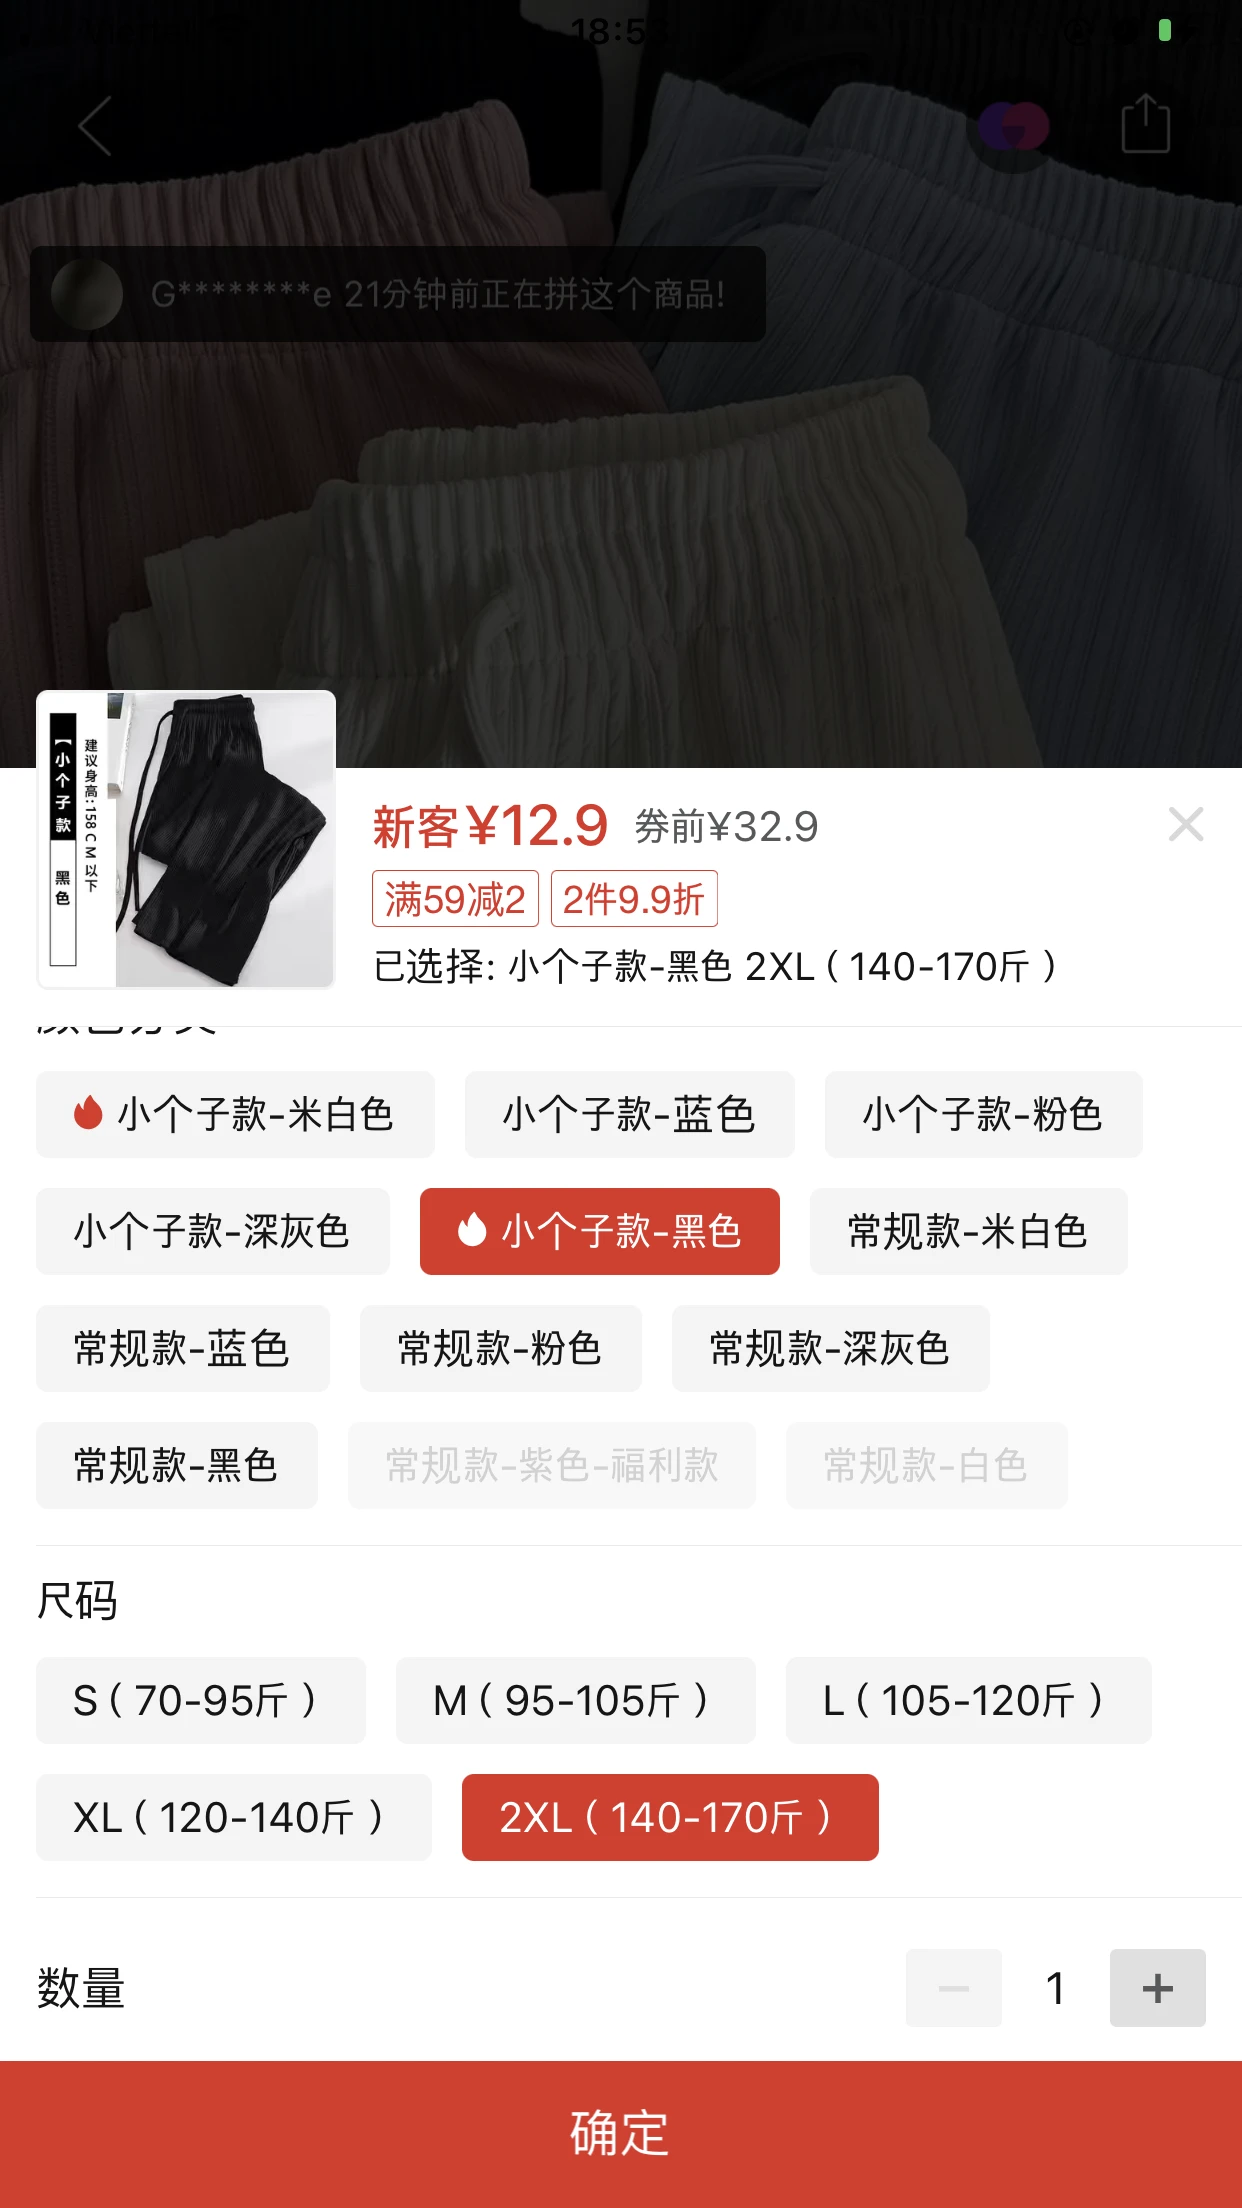 18:5
G********e 21分钟前正在拼这个商品!
【小个子款 黑色
建议身高:158CM以下
新客¥12.9 券前¥32.9
满59减2 2件9.9折
已选择: 小个子款-黑色 2XL（140-170斤）
小个子款-米白色 小个子款-蓝色 小个子款-粉色
小个子款-深灰色 小个子款-黑色 常规款-米白色
常规款-蓝色 常规款-粉色 常规款-深灰色
常规款-黑色 常规款-紫色-福利款 常规款-白色
尺码
S（70-95斤） M（95-105斤） L（105-120斤）
XL（120-140斤） 2XL（140-170斤）
数量 1
确定